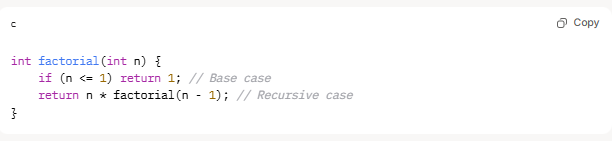 c
Copy
int factorial(int n) {
    if (n <= 1) return 1; // Base case
    return n * factorial(n - 1); // Recursive case
}